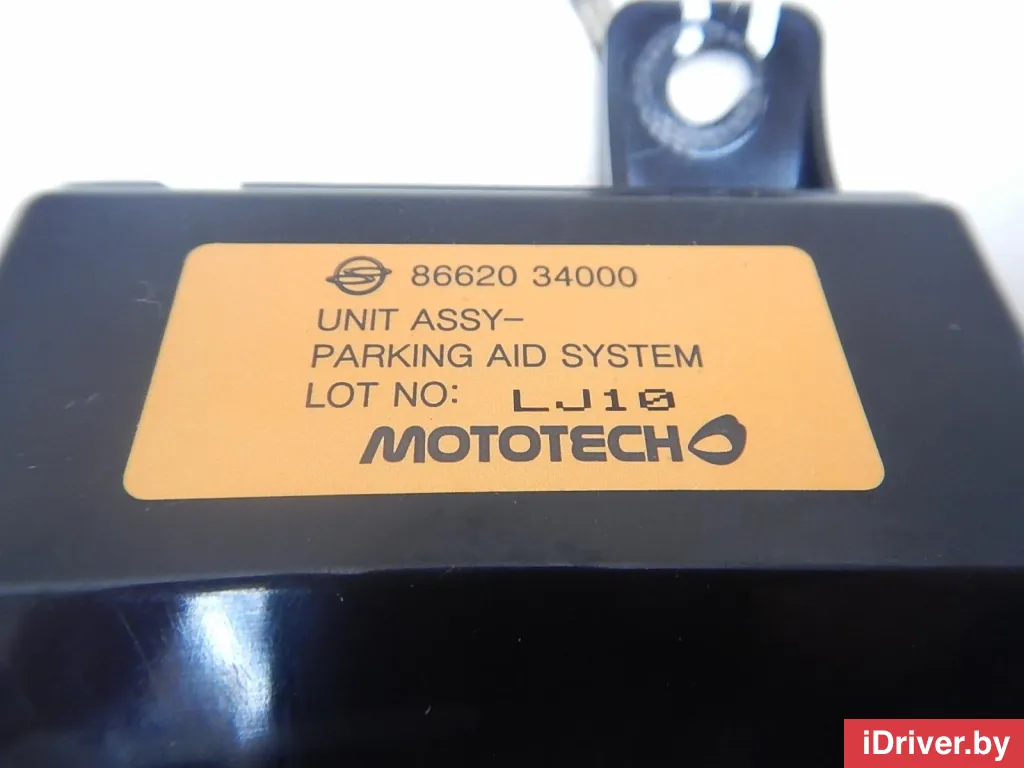 86620 34000
UNIT ASSY-
PARKING AID SYSTEM
LOT NO: LJ10
MOTOTECH
iDriver.by